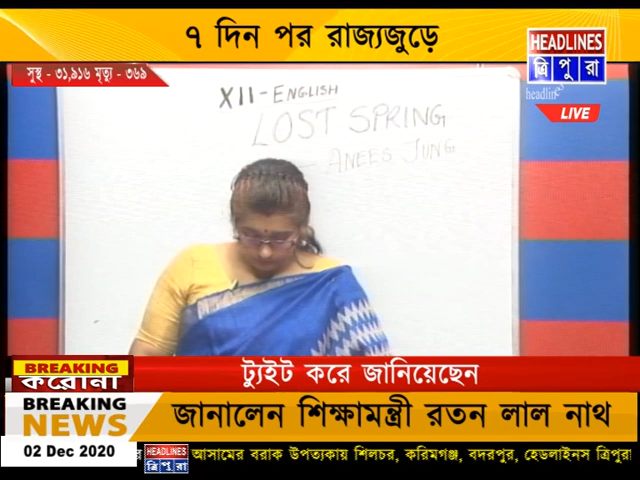 ৭ দিন পর রাজ্যজুড়ে
HEADLINES
ত্রিপুরা
সুস্থ - ৩১,৯১৬ মৃত্যু - ৩৬৯
LIVE
XII - ENGLISH
LOST SPRING
- ANEES JUNG
BREAKING
করোনা
ট্যুইট করে জানিয়েছেন
BREAKING
NEWS
জানালেন শিক্ষামন্ত্রী রতন লাল নাথ
02 Dec 2020
HEADLINES
ত্রিপুরা
আসামের বরাক উপত্যকায় শিলচর, করিমগঞ্জ, বদরপুর, হেডলাইনস ত্রিপুরা